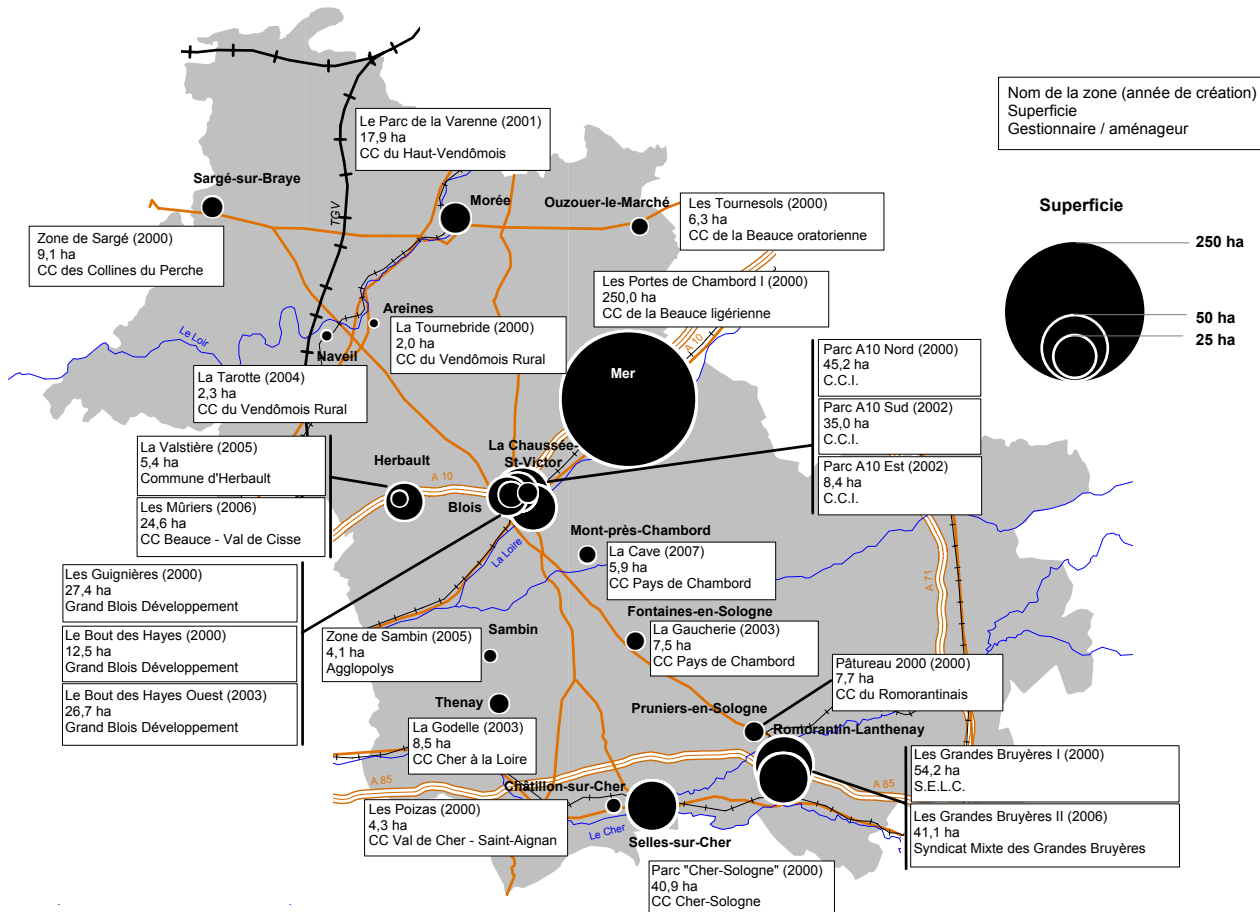 Nom de la zone (année de création)
Superficie
Gestionnaire / aménageur
Superficie
250 ha
50 ha
25 ha
Le Parc de la Varenne (2001)
17,9 ha
CC du Haut-Vendômois
Sargé-sur-Braye
Morée
Ouzouer-le-Marché
Les Tournesols (2000)
6,3 ha
CC de la Beauce oratorienne
TGV
Zone de Sargé (2000)
9,1 ha
CC des Collines du Perche
Les Portes de Chambord I (2000)
250,0 ha
CC de la Beauce ligérienne
Areines
La Tournebride (2000)
2,0 ha
CC du Vendômois Rural
Le Loir
Naveil
A 10
Mer
Parc A10 Nord (2000)
45,2 ha
C.C.I.
Parc A10 Sud (2002)
35,0 ha
C.C.I.
Parc A10 Est (2002)
8,4 ha
C.C.I.
La Tarotte (2004)
2,3 ha
CC du Vendômois Rural
La Valstière (2005)
5,4 ha
Commune d'Herbault
Les Mûriers (2006)
24,6 ha
CC Beauce - Val de Cisse
Herbault
A 10
La Chaussée-
St-Victor
Blois
La Loire
Mont-près-Chambord
La Cave (2007)
5,9 ha
CC Pays de Chambord
A 71
Les Guignières (2000)
27,4 ha
Grand Blois Développement
Le Bout des Hayes (2000)
12,5 ha
Grand Blois Développement
Le Bout des Hayes Ouest (2003)
26,7 ha
Grand Blois Développement
Fontaines-en-Sologne
La Gaucherie (2003)
7,5 ha
CC Pays de Chambord
Zone de Sambin (2005)
4,1 ha
Agglopolys
Sambin
Thenay
Pâtureau 2000 (2000)
7,7 ha
CC du Romorantinais
Pruniers-en-Sologne
Romorantin-Lanthenay
La Godelle (2003)
8,5 ha
CC Cher à la Loire
A 85
Châtillon-sur-Cher
A 85
Les Grandes Bruyères I (2000)
54,2 ha
S.E.L.C.
Les Grandes Bruyères II (2006)
41,1 ha
Syndicat Mixte des Grandes Bruyères
Les Poizas (2000)
4,3 ha
CC Val de Cher - Saint-Aignan
Le Cher
Selles-sur-Cher
Parc "Cher-Sologne" (2000)
40,9 ha
CC Cher-Sologne